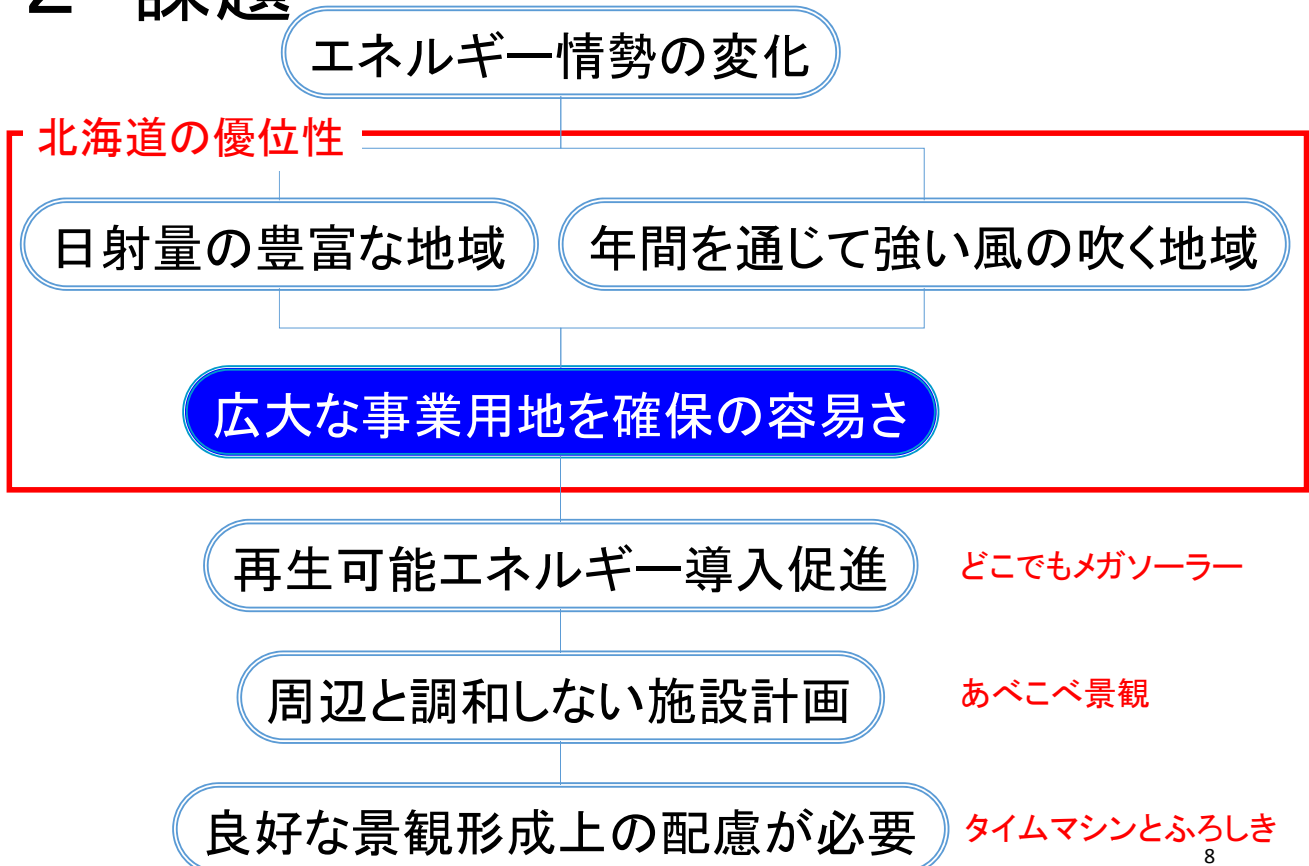 2 課題
エネルギー情勢の変化
北海道の優位性
日射量の豊富な地域
年間を通じて強い風の吹く地域
広大な事業用地を確保の容易さ
再生可能エネルギー導入促進
どこでもメガソーラー
周辺と調和しない施設計画
あべこべ景観
良好な景観形成上の配慮が必要
タイムマシンとふろしき
8